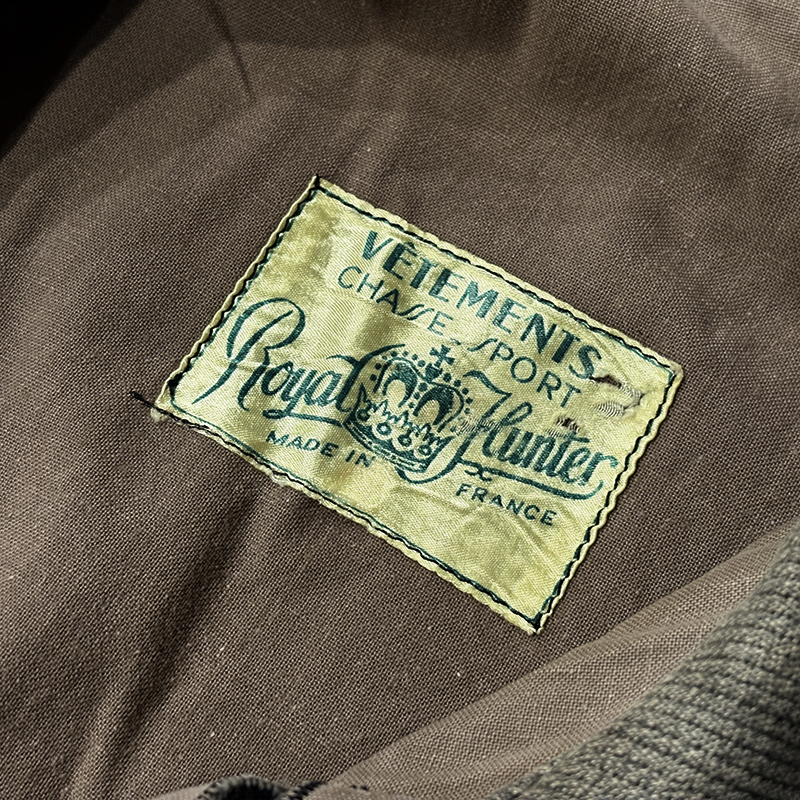 VÊTEMENTS
CHASSE-SPORT
Royal Hunter
MADE IN FRANCE